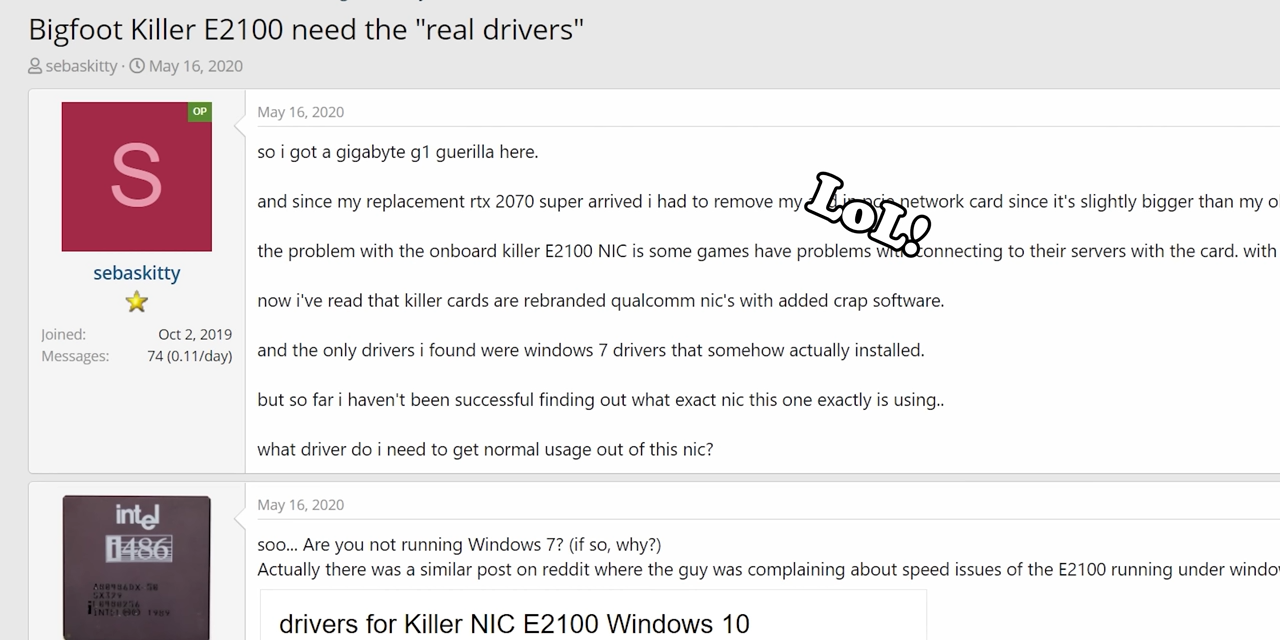 Bigfoot Killer E2100 need the "real drivers"
sebaskitty · May 16, 2020
OP
S
sebaskitty
Joined: Oct 2, 2019
Messages: 74 (0.11/day)
May 16, 2020
so i got a gigabyte g1 guerilla here.
and since my replacement rtx 2070 super arrived i had to remove my network card since it's slightly bigger than my
LOL!
the problem with the onboard killer E2100 NIC is some games have problems with connecting to their servers with the card. with
now i've read that killer cards are rebranded qualcomm nic's with added crap software.
and the only drivers i found were windows 7 drivers that somehow actually installed.
but so far i haven't been successful finding out what exact nic this one exactly is using..
what driver do i need to get normal usage out of this nic?
intel
i486
May 16, 2020
soo... Are you not running Windows 7? (if so, why?)
Actually there was a similar post on reddit where the guy was complaining about speed issues of the E2100 running under
drivers for Killer NIC E2100 Windows 10